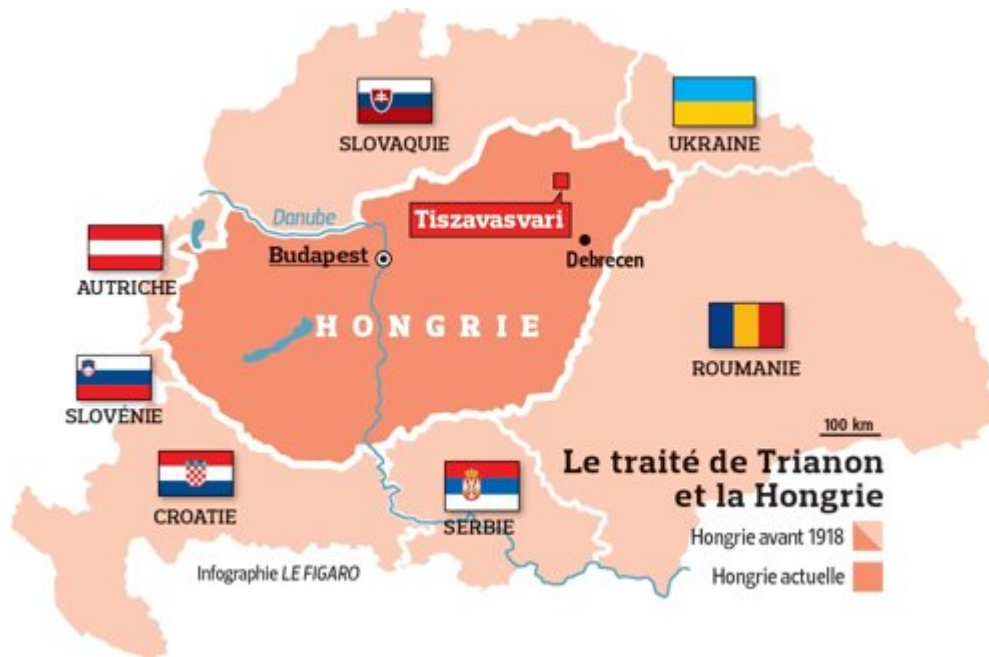 SLOVAQUIE
UKRAINE
Danube
Tiszavasvari
Budapest
Debrecen
AUTRICHE
HONGRIE
ROUMANIE
SLOVÉNIE
100 km
CROATIE
SERBIE
Le traité de Trianon
et la Hongrie
Hongrie avant 1918
Hongrie actuelle
Infographie LE FIGARO